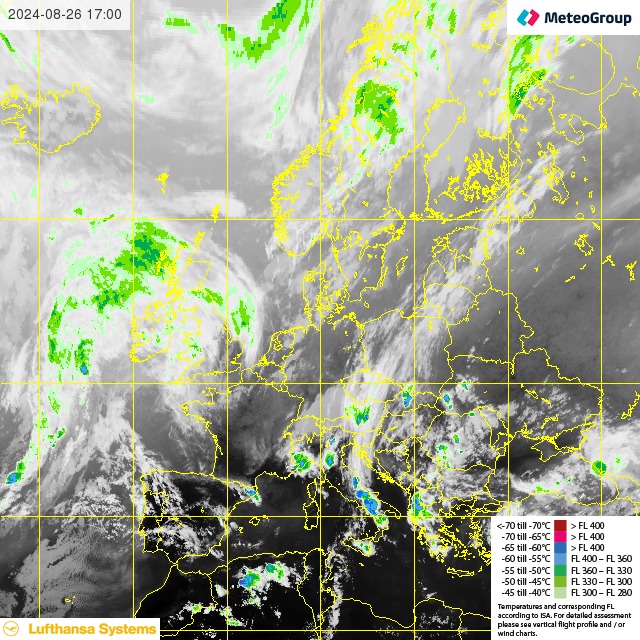 2024-08-26 17:00
MeteoGroup
<-70 till -70°C > FL 400
-70 till -65°C > FL 400
-65 till -60°C > FL 400
-60 till -55°C FL 400 – FL 360
-55 till -50°C FL 360 – FL 330
-50 till -45°C FL 330 – FL 300
-45 till -40°C FL 300 – FL 280
Temperatures and corresponding FL
according to ISA. For detailed assessment
please see vertical flight profile and / or
wind charts.
Lufthansa Systems